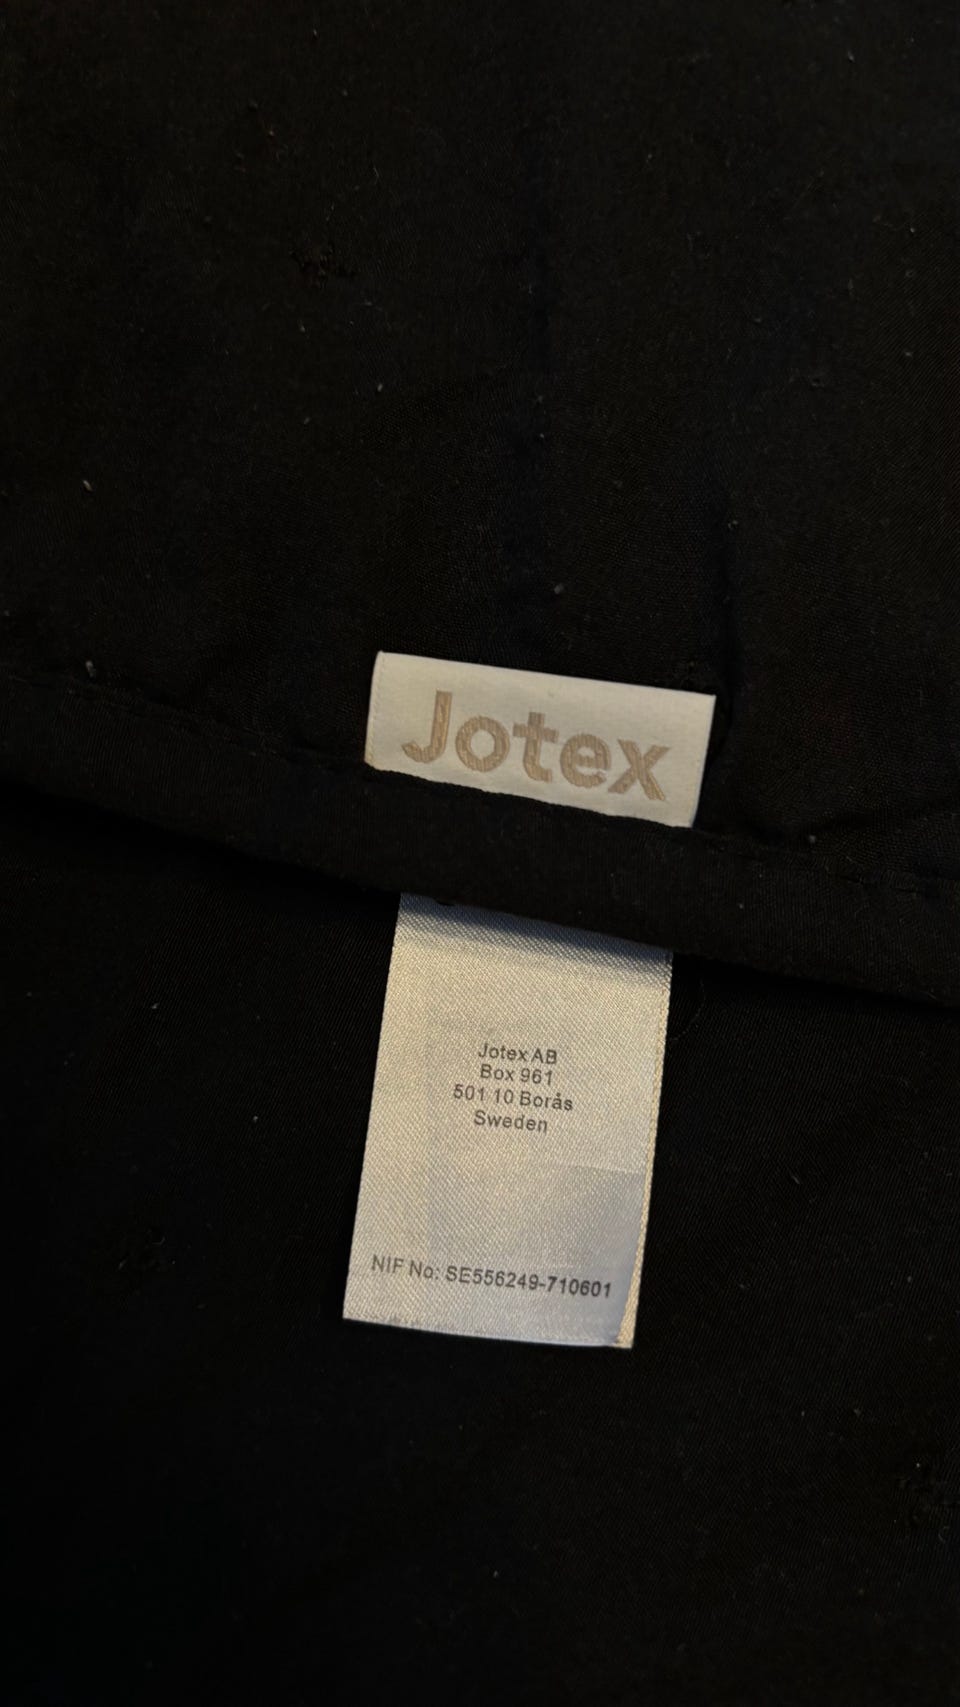 Jotex
Jotex AB
Box 961
501 10 Borås
Sweden
NIF No: SE556249-710601